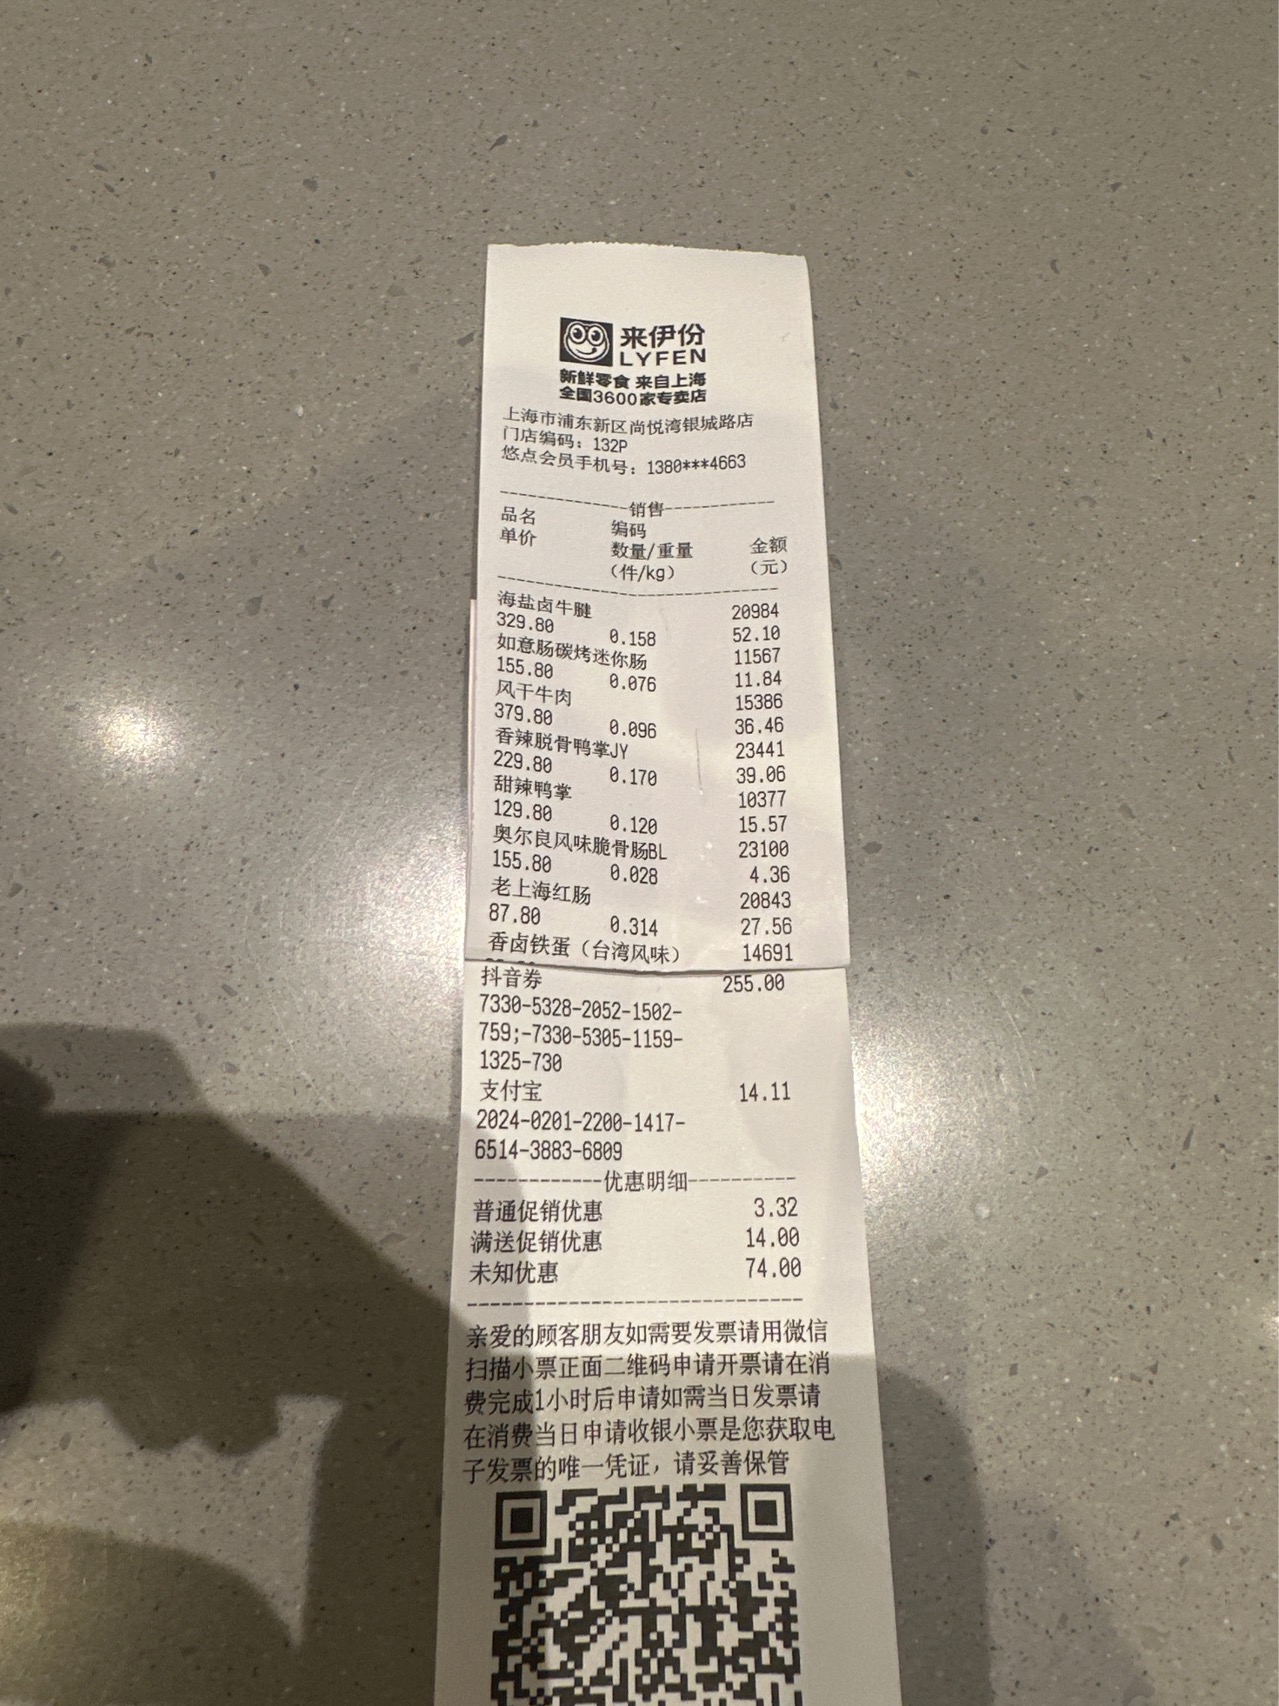 来伊份
LYFEN
新鲜零食 来自上海
全国3600家专卖店
上海市浦东新区尚悦湾银城路店
门店编码：132P
悠点会员手机号：1380***4663
------------销售------------
品名 编码
单价 数量/重量 金额
（件/kg） （元）
海盐卤牛腱 20984
329.80 0.158 52.10
如意肠碳烤迷你肠 11567
155.80 0.076 11.84
风干牛肉 15386
379.80 0.096 36.46
香辣脱骨鸭掌JY 23441
229.80 0.170 39.06
甜辣鸭掌 10377
129.80 0.120 15.57
奥尔良风味脆骨肠BL 23100
155.80 0.028 4.36
老上海红肠 20843
87.80 0.314 27.56
香卤铁蛋（台湾风味） 14691
抖音券 255.00
7330-5328-2052-1502-
759;-7330-5305-1159-
1325-730
支付宝 14.11
2024-0201-2200-1417-
6514-3883-6809
------------优惠明细----------
普通促销优惠 3.32
满送促销优惠 14.00
未知优惠 74.00
亲爱的顾客朋友如需要发票请用微信
扫描小票正面二维码申请开票请在消
费完成1小时后申请如需当日发票请
在消费当日申请收银小票是您获取电
子发票的唯一凭证，请妥善保管